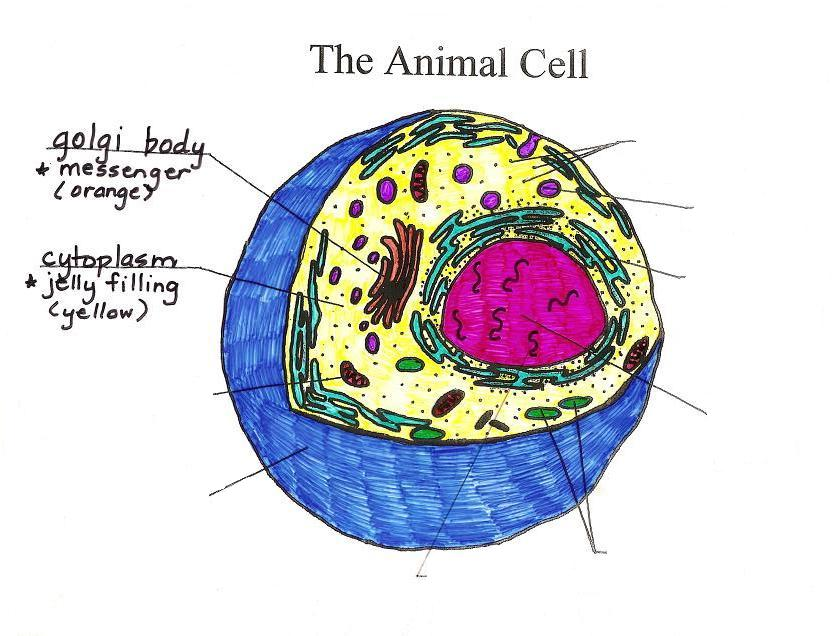 The Animal Cell
golgi body
* messenger
(orange)
cytoplasm
* jelly filling
(yellow)